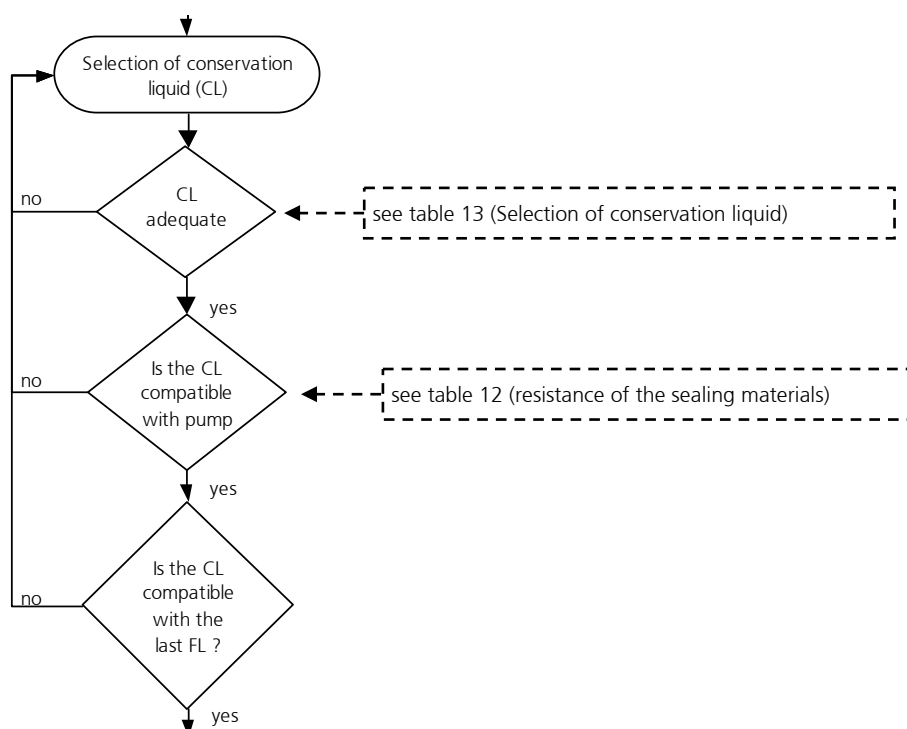 Selection of conservation
liquid (CL)
no
CL
adequate
see table 13 (Selection of conservation liquid)
yes
no
Is the CL
compatible
with pump
see table 12 (resistance of the sealing materials)
yes
no
Is the CL
compatible
with the
last FL ?
yes